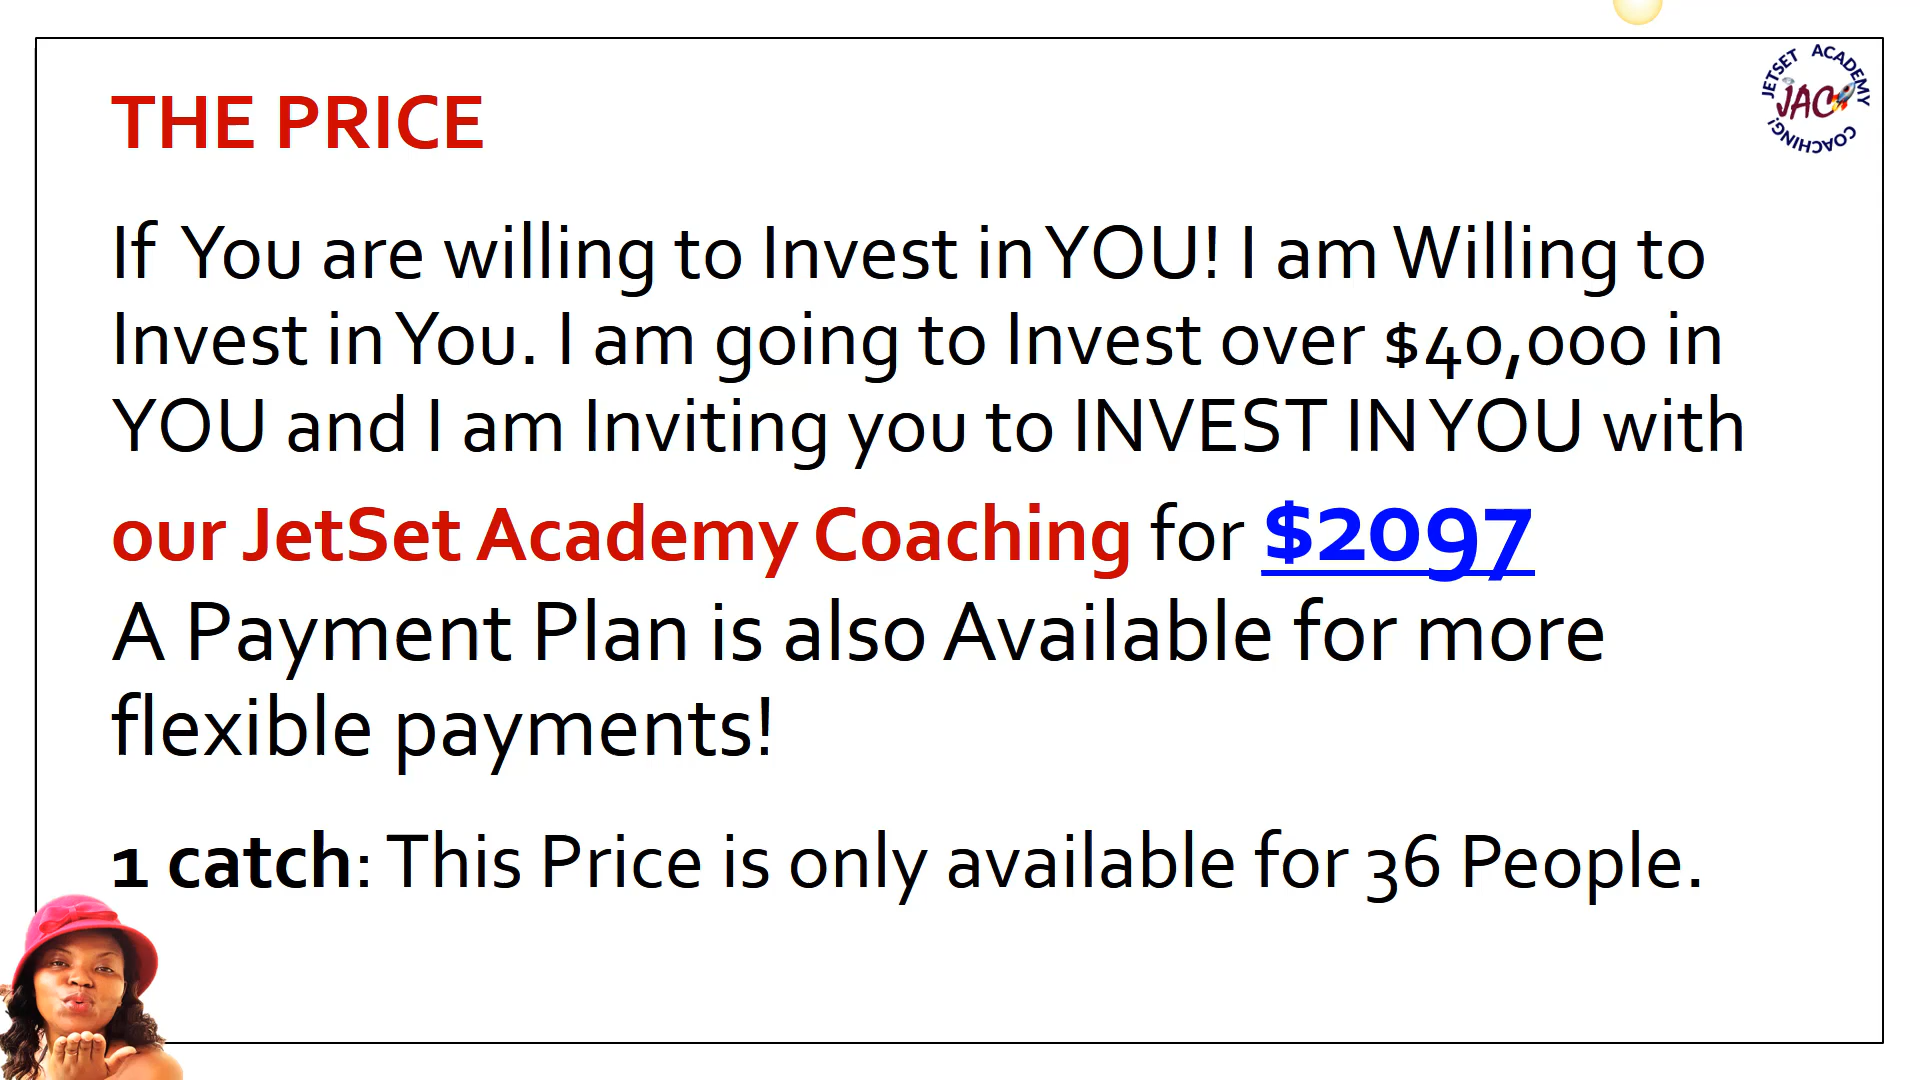 THE PRICE
JETSET ACADEMY
JAC
COACHING!
If You are willing to Invest in YOU! I am Willing to
Invest in You. I am going to Invest over $40,000 in
YOU and I am Inviting you to INVEST IN YOU with
our JetSet Academy Coaching for $2097
A Payment Plan is also Available for more
flexible payments!
1 catch: This Price is only available for 36 People.